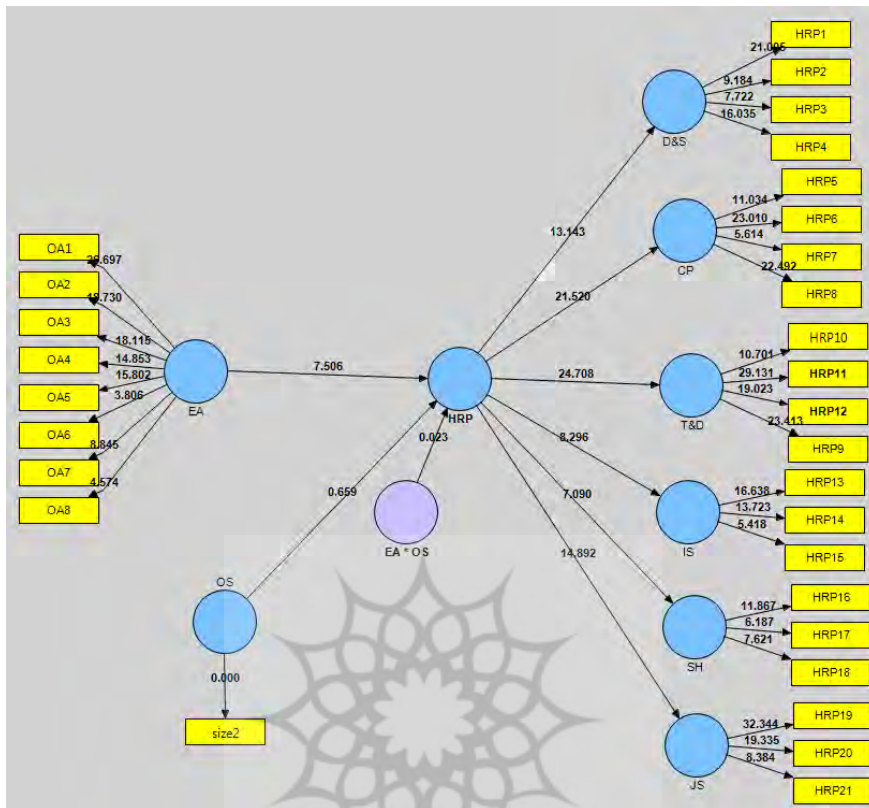 OA1
OA2
OA3
OA4
OA5
OA6
OA7
OA8
18.730
18.115
14.853
15.802
3.806
8.845
4.574
EA
7.506
OS
0.000
size2
0.659
0.023
EA * OS
HRP
13.143
21.520
24.708
8.296
7.090
14.892
D&S
9.184
7.722
16.035
HRP1
HRP2
HRP3
HRP4
CP
11.034
23.010
5.614
22.492
HRP5
HRP6
HRP7
HRP8
T&D
10.701
29.131
19.023
23.413
HRP10
HRP11
HRP12
HRP9
IS
16.638
13.723
5.418
HRP13
HRP14
HRP15
SH
11.867
6.187
7.621
HRP16
HRP17
HRP18
JS
32.344
19.335
8.384
HRP19
HRP20
HRP21